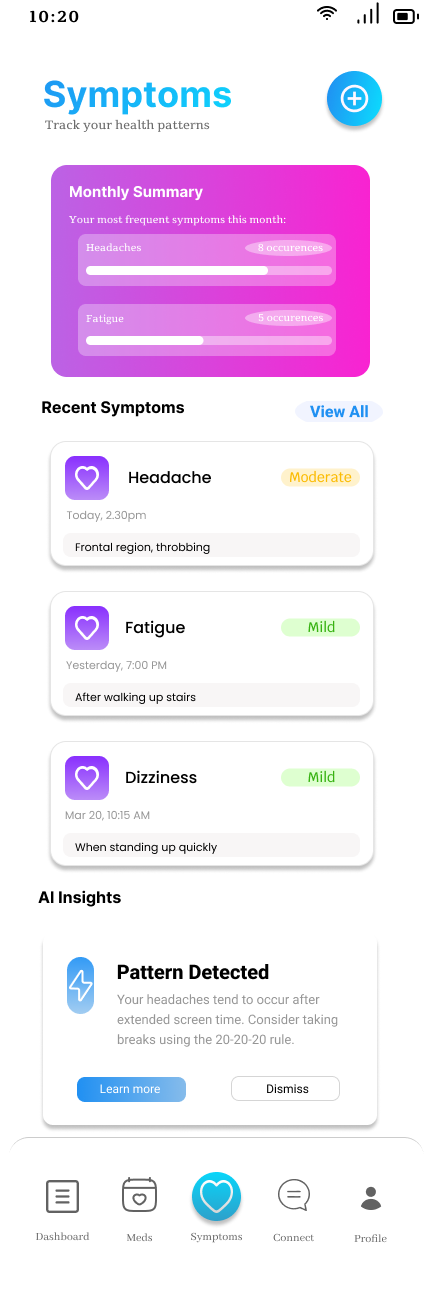 10:20
Symptoms
Track your health patterns
Monthly Summary
Your most frequent symptoms this month:
Headaches
8 occurences
Fatigue
5 occurences
Recent Symptoms
View All
Headache
Moderate
Today, 2.30pm
Frontal region, throbbing
Fatigue
Mild
Yesterday, 7:00 PM
After walking up stairs
Dizziness
Mild
Mar 20, 10:15 AM
When standing up quickly
AI Insights
Pattern Detected
Your headaches tend to occur after
extended screen time. Consider taking
breaks using the 20-20-20 rule.
Learn more
Dismiss
Dashboard
Meds
Symptoms
Connect
Profile